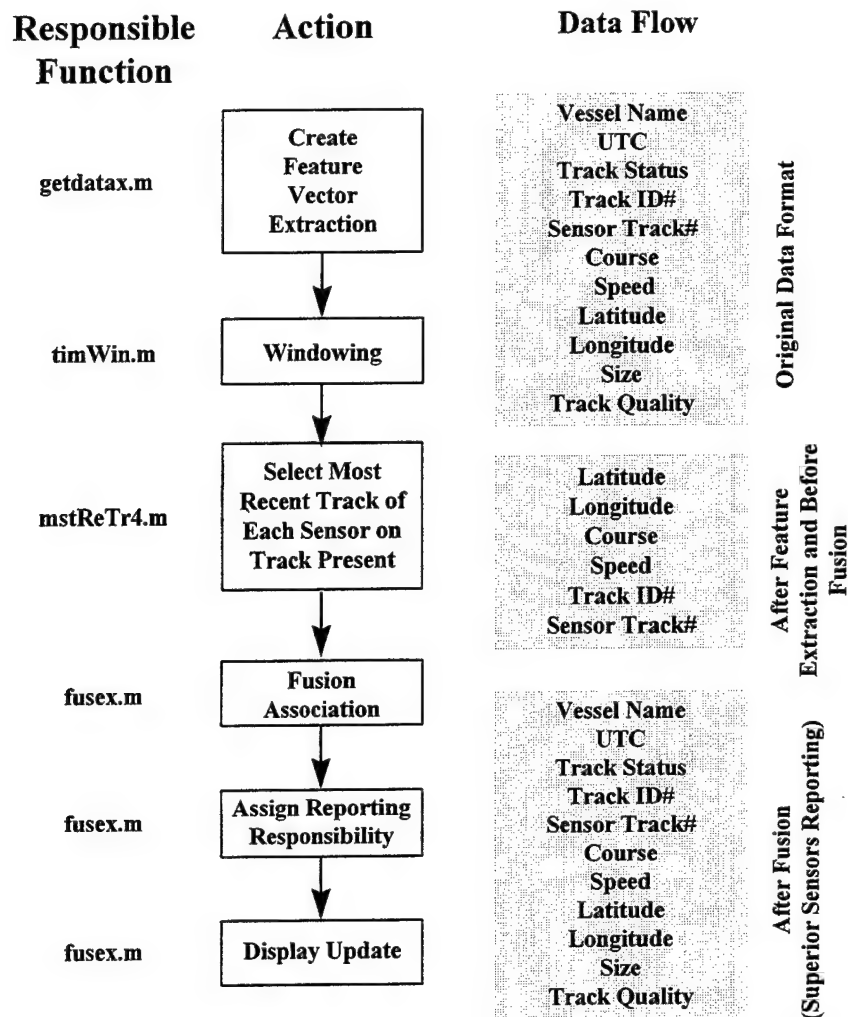 Responsible
Function
Action
Data Flow
getdatax.m
Create
Feature
Vector
Extraction
Vessel Name
UTC
Track Status
Track ID#
Sensor Track#
Course
Speed
Latitude
Longitude
Size
Track Quality
Original Data Format
timWin.m
Windowing
mstReTr4.m
Select Most
Recent Track of
Each Sensor on
Track Present
Latitude
Longitude
Course
Speed
Track ID#
Sensor Track#
After Feature
Extraction and Before
Fusion
fusex.m
Fusion
Association
fusex.m
Assign Reporting
Responsibility
fusex.m
Display Update
Vessel Name
UTC
Track Status
Track ID#
Sensor Track#
Course
Speed
Latitude
Longitude
Size
Track Quality
After Fusion
(Superior Sensors Reporting)